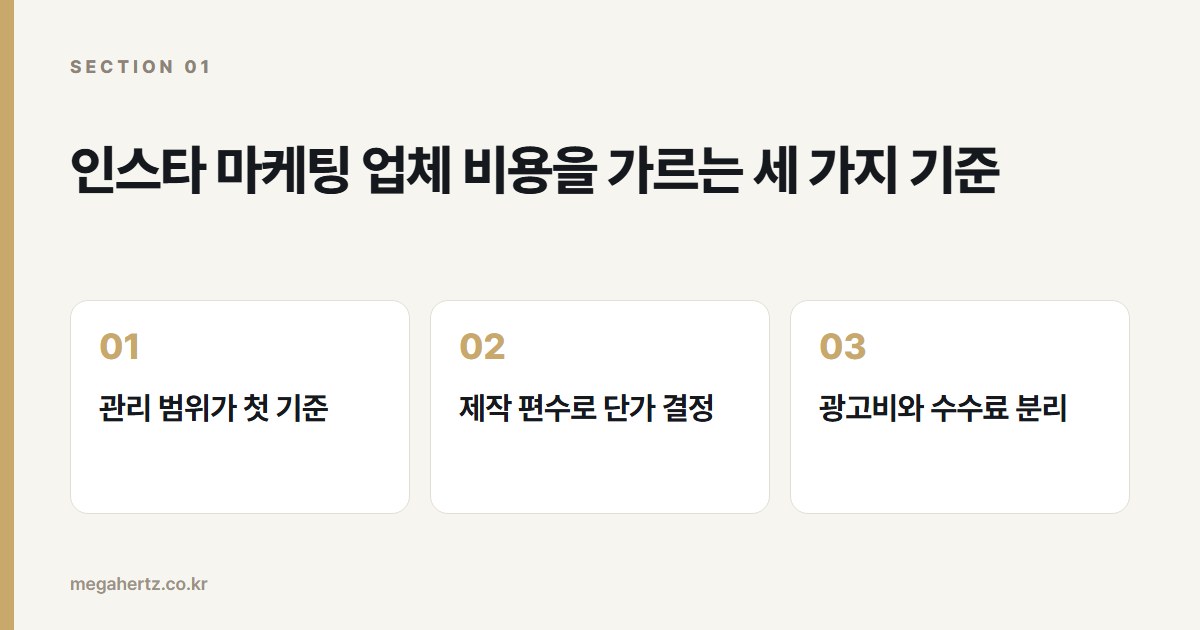 SECTION 01
인스타 마케팅 업체 비용을 가르는 세 가지 기준
01
관리 범위가 첫 기준
02
제작 편수로 단가 결정
03
광고비와 수수료 분리
megahertz.co.kr